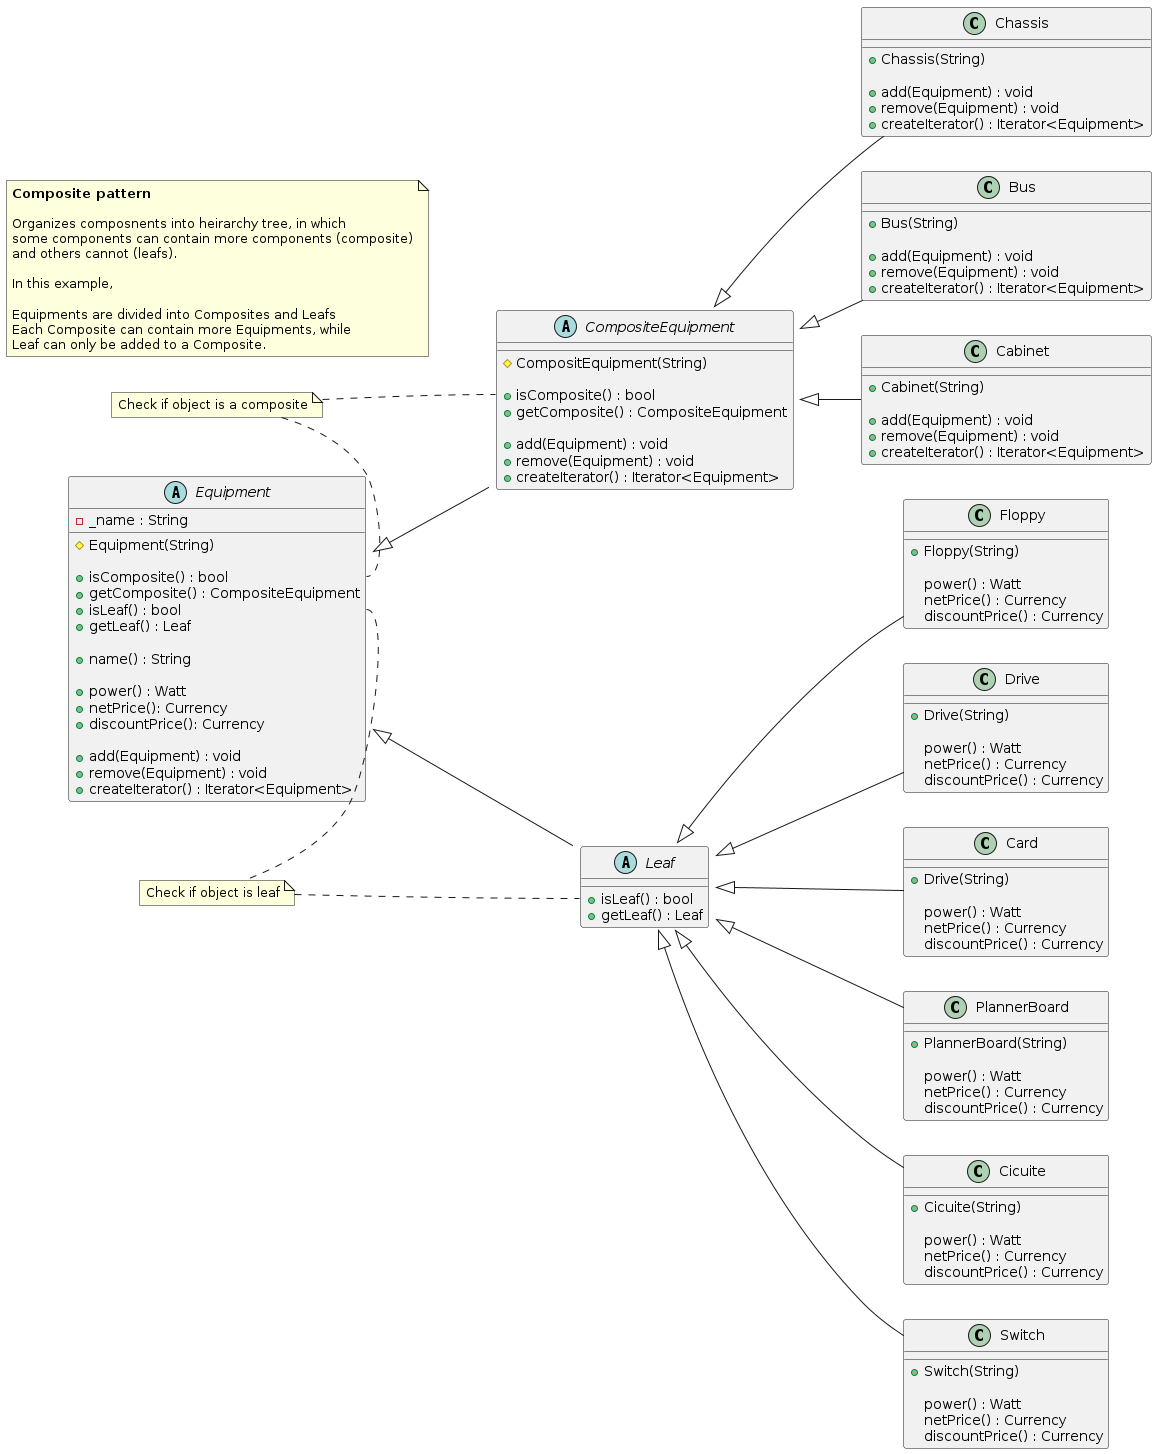 Composite pattern
Organizes composnents into heirarchy tree, in which
some components can contain more components (composite)
and others cannot (leafs).
In this example,
Equipments are divided into Composites and Leafs
Each Composite can contain more Equipments, while
Leaf can only be added to a Composite.
Check if object is a composite
A Equipment
_name : String
Equipment(String)
isComposite() : bool
getComposite() : CompositeEquipment
isLeaf() : bool
getLeaf() : Leaf
name() : String
power() : Watt
netPrice(): Currency
discountPrice(): Currency
add(Equipment) : void
remove(Equipment) : void
createIterator() : Iterator<Equipment>
Check if object is leaf
A CompositeEquipment
CompositEquipment(String)
isComposite() : bool
getComposite() : CompositeEquipment
add(Equipment) : void
remove(Equipment) : void
createIterator() : Iterator<Equipment>
A Leaf
isLeaf() : bool
getLeaf() : Leaf
C Chassis
Chassis(String)
add(Equipment) : void
remove(Equipment) : void
createIterator() : Iterator<Equipment>
C Bus
Bus(String)
add(Equipment) : void
remove(Equipment) : void
createIterator() : Iterator<Equipment>
C Cabinet
Cabinet(String)
add(Equipment) : void
remove(Equipment) : void
createIterator() : Iterator<Equipment>
C Floppy
Floppy(String)
power() : Watt
netPrice() : Currency
discountPrice() : Currency
C Drive
Drive(String)
power() : Watt
netPrice() : Currency
discountPrice() : Currency
C Card
Drive(String)
power() : Watt
netPrice() : Currency
discountPrice() : Currency
C PlannerBoard
PlannerBoard(String)
power() : Watt
netPrice() : Currency
discountPrice() : Currency
C Cicuite
Cicuite(String)
power() : Watt
netPrice() : Currency
discountPrice() : Currency
C Switch
Switch(String)
power() : Watt
netPrice() : Currency
discountPrice() : Currency